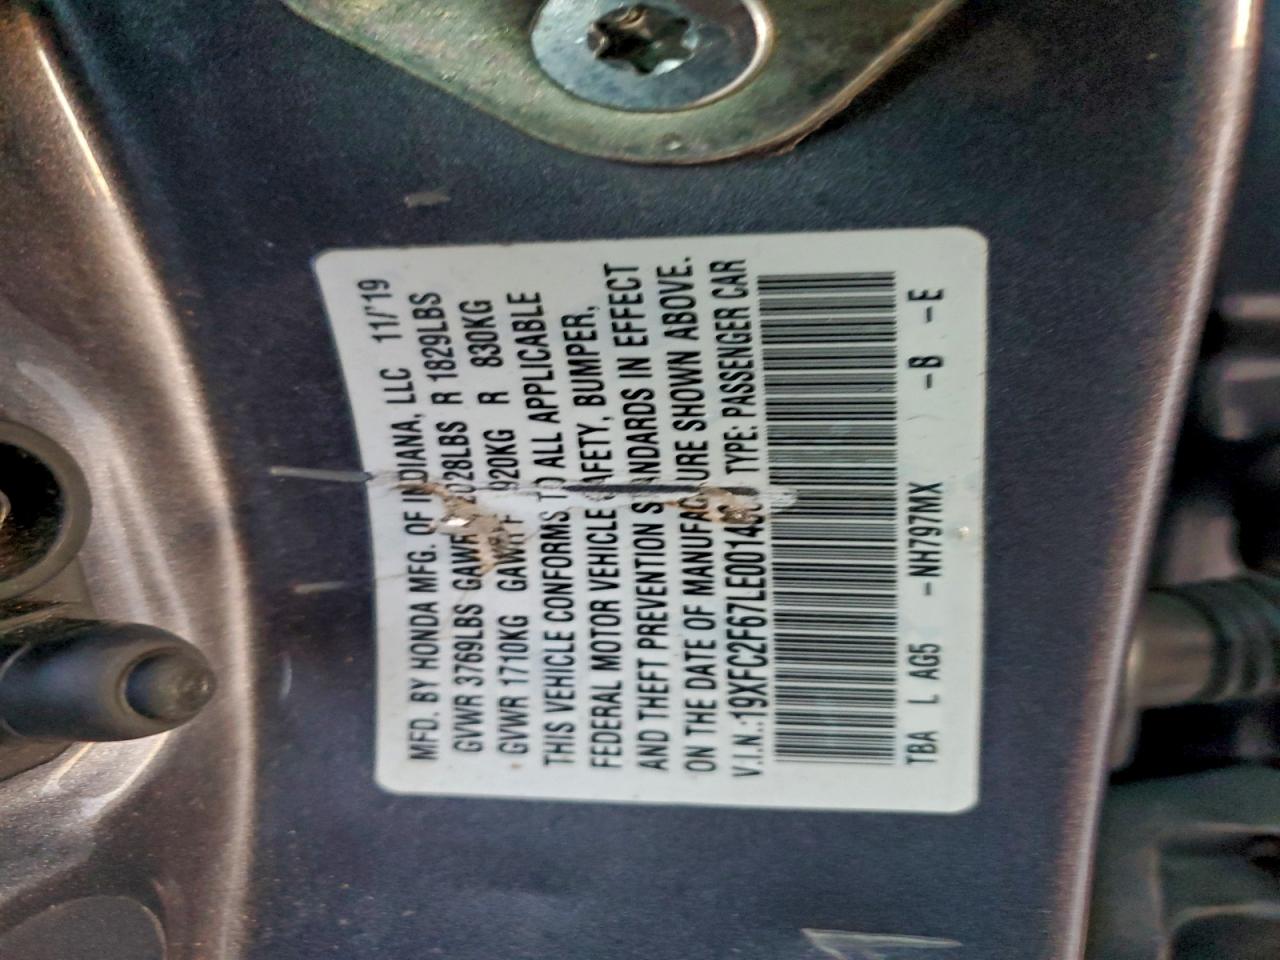 MFD. BY HONDA MFG. OF INDIANA, LLC 11/'19
GVWR 3769LBS GAWR R 1829LBS
GVWR 1710KG GAWR F 920KG R 830KG
THIS VEHICLE CONFORMS TO ALL APPLICABLE
FEDERAL MOTOR VEHICLE SAFETY, BUMPER,
AND THEFT PREVENTION STANDARDS IN EFFECT
ON THE DATE OF MANUFACTURE SHOWN ABOVE.
V.I.N.: TYPE: PASSENGER CAR
TBA L AG5 -NH797MX -B -E